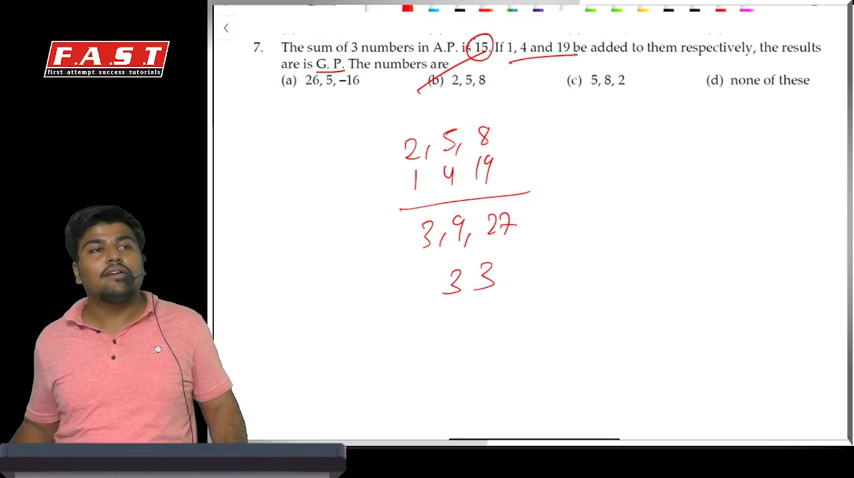 F.A.S.T
first attempt success tutorials
7. The sum of 3 numbers in A.P. is 15. If 1, 4 and 19 be added to them respectively, the results
are is G. P. The numbers are
(a) 26, 5, –16 (b) 2, 5, 8 (c) 5, 8, 2 (d) none of these
2, 5, 8
1 4 19
3, 9, 27
3 3